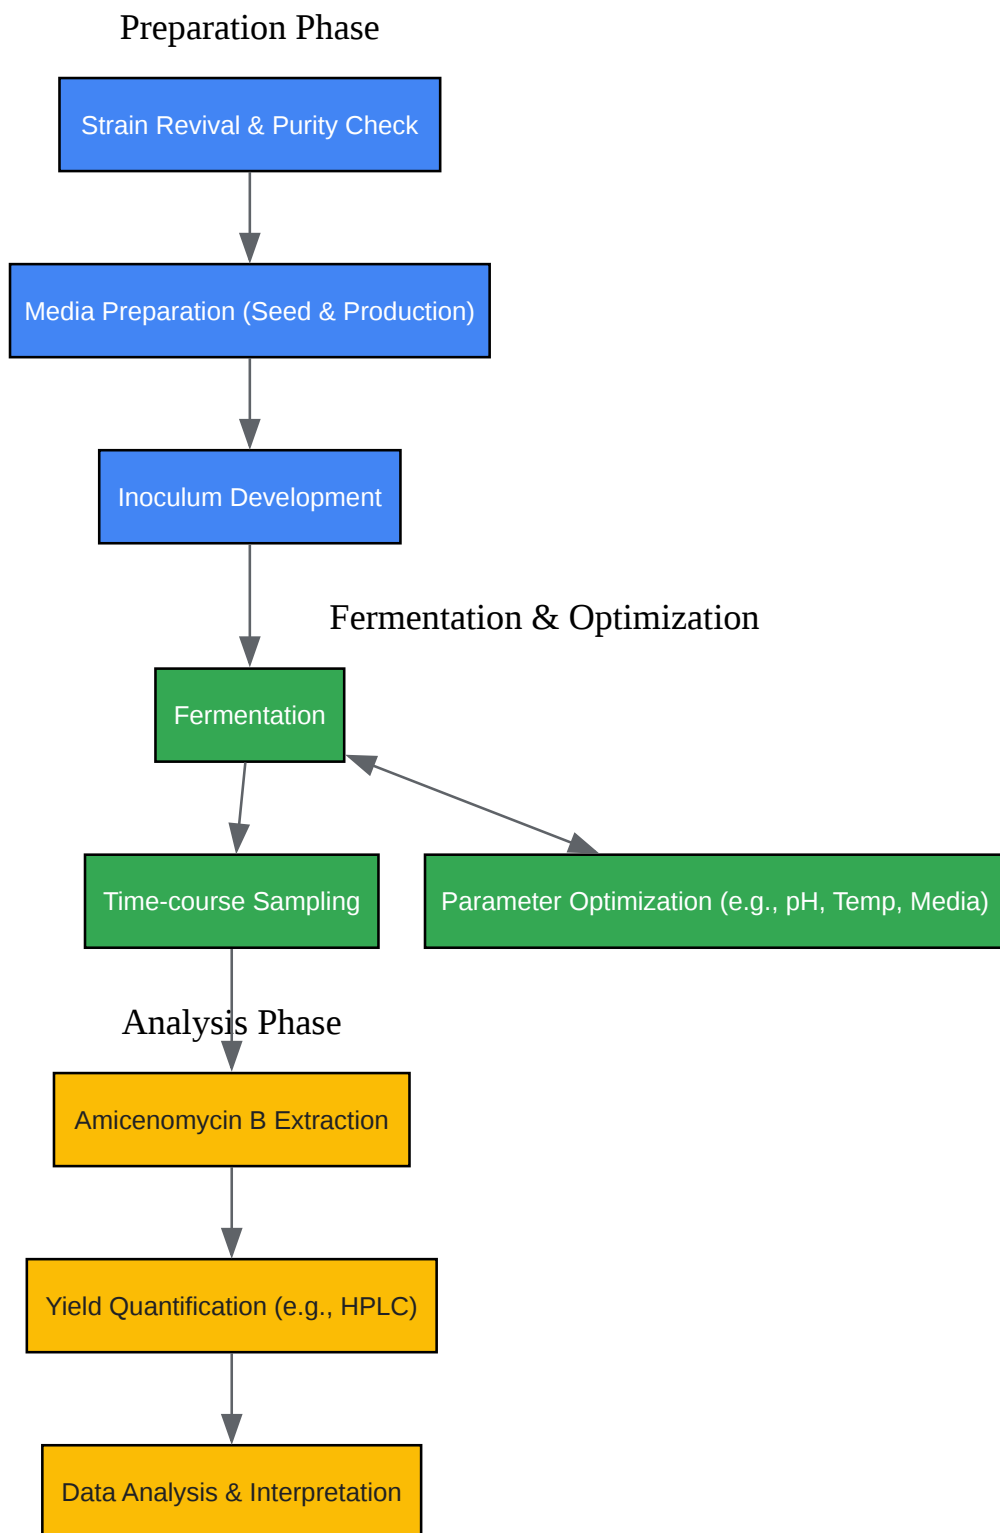 Preparation Phase
Strain Revival & Purity Check
Media Preparation (Seed & Production)
Inoculum Development
Fermentation & Optimization
Fermentation
Time-course Sampling
Parameter Optimization (e.g., pH, Temp, Media)
Analysis Phase
Amicenomycin B Extraction
Yield Quantification (e.g., HPLC)
Data Analysis & Interpretation